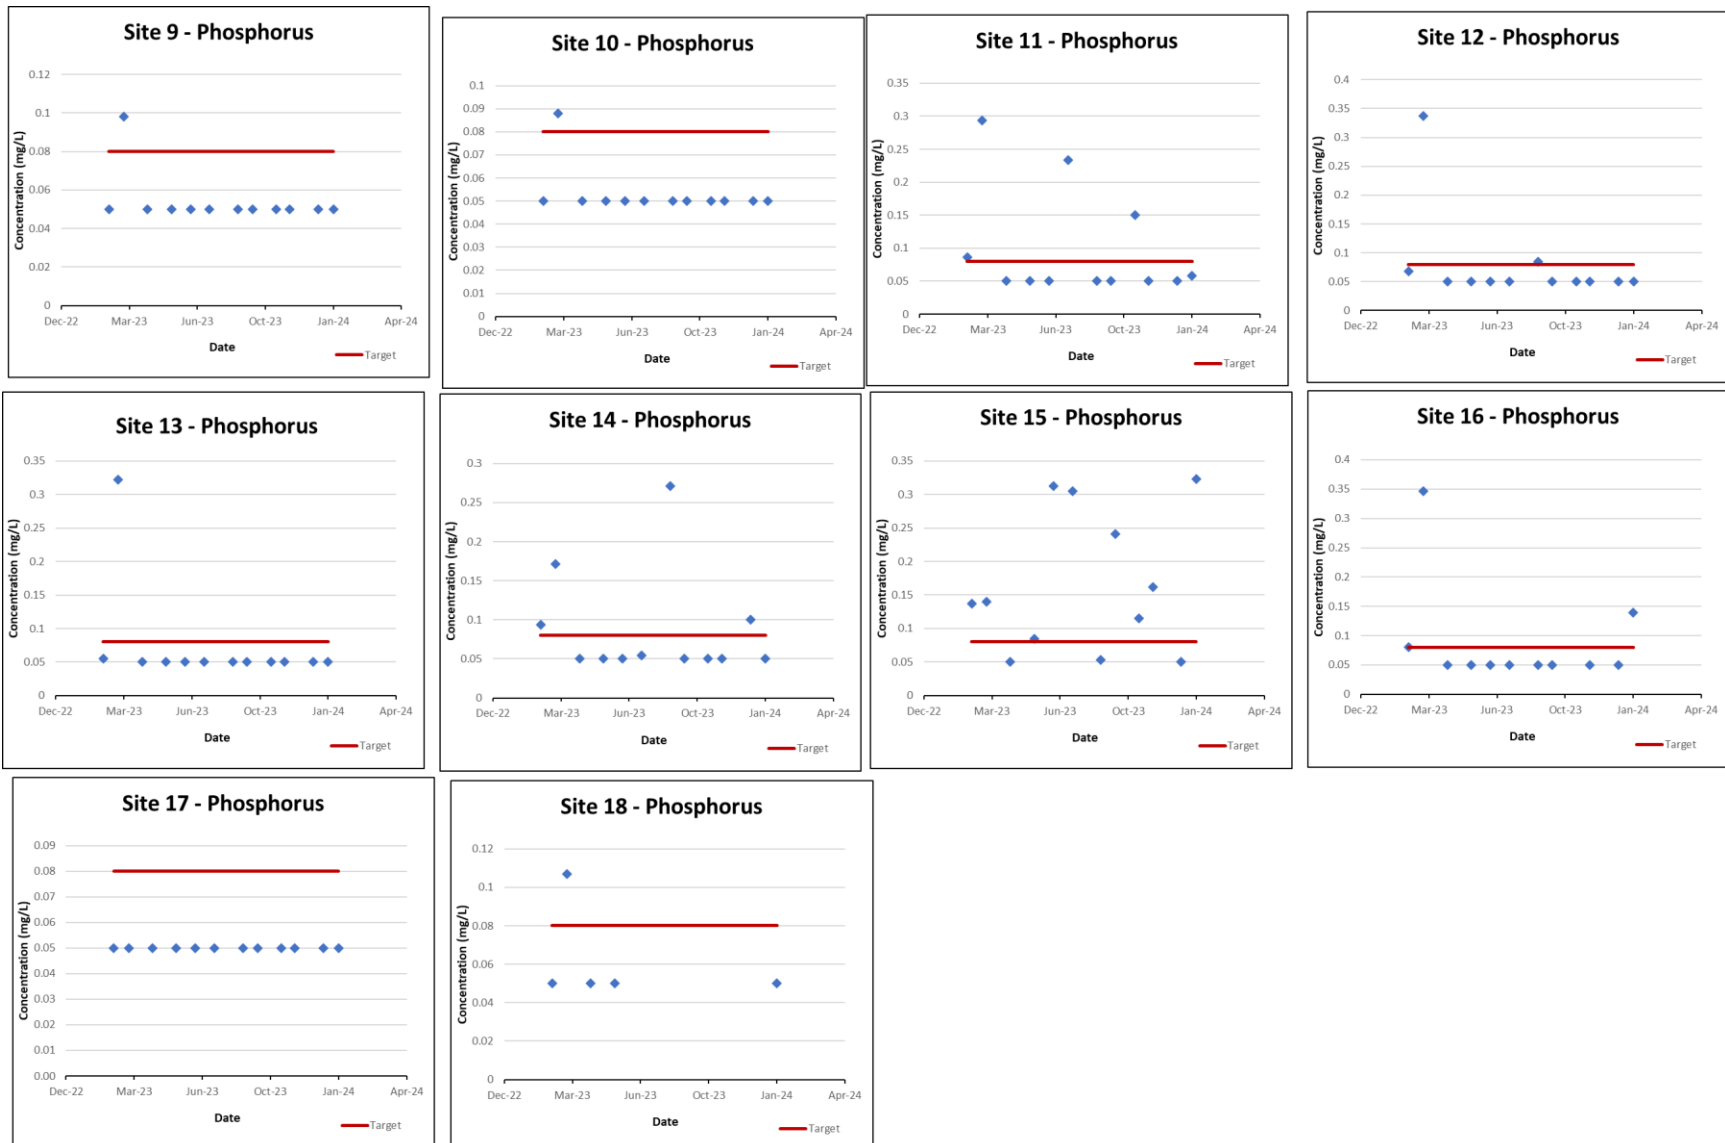 Site 9 - Phosphorus
0.12
0.1
0.08
0.06
0.04
0.02
0
Concentration (mg/L)
Dec-22 Mar-23 Jun-23 Oct-23 Jan-24 Apr-24
Date
Target
Site 10 - Phosphorus
0.1
0.09
0.08
0.07
0.06
0.05
0.04
0.03
0.02
0.01
0
Concentration (mg/L)
Dec-22 Mar-23 Jun-23 Oct-23 Jan-24 Apr-24
Date
Target
Site 11 - Phosphorus
0.35
0.3
0.25
0.2
0.15
0.1
0.05
0
Concentration (mg/L)
Dec-22 Mar-23 Jun-23 Oct-23 Jan-24 Apr-24
Date
Target
Site 12 - Phosphorus
0.4
0.35
0.3
0.25
0.2
0.15
0.1
0.05
0
Concentration (mg/L)
Dec-22 Mar-23 Jun-23 Oct-23 Jan-24 Apr-24
Date
Target
Site 13 - Phosphorus
0.35
0.3
0.25
0.2
0.15
0.1
0.05
0
Concentration (mg/L)
Dec-22 Mar-23 Jun-23 Oct-23 Jan-24 Apr-24
Date
Target
Site 14 - Phosphorus
0.3
0.25
0.2
0.15
0.1
0.05
0
Concentration (mg/L)
Dec-22 Mar-23 Jun-23 Oct-23 Jan-24 Apr-24
Date
Target
Site 15 - Phosphorus
0.35
0.3
0.25
0.2
0.15
0.1
0.05
0
Concentration (mg/L)
Dec-22 Mar-23 Jun-23 Oct-23 Jan-24 Apr-24
Date
Target
Site 16 - Phosphorus
0.4
0.35
0.3
0.25
0.2
0.15
0.1
0.05
0
Concentration (mg/L)
Dec-22 Mar-23 Jun-23 Oct-23 Jan-24 Apr-24
Date
Target
Site 17 - Phosphorus
0.09
0.08
0.07
0.06
0.05
0.04
0.03
0.02
0.01
0.00
Concentration (mg/L)
Dec-22 Mar-23 Jun-23 Oct-23 Jan-24 Apr-24
Date
Target
Site 18 - Phosphorus
0.12
0.1
0.08
0.06
0.04
0.02
0
Concentration (mg/L)
Dec-22 Mar-23 Jun-23 Oct-23 Jan-24 Apr-24
Date
Target